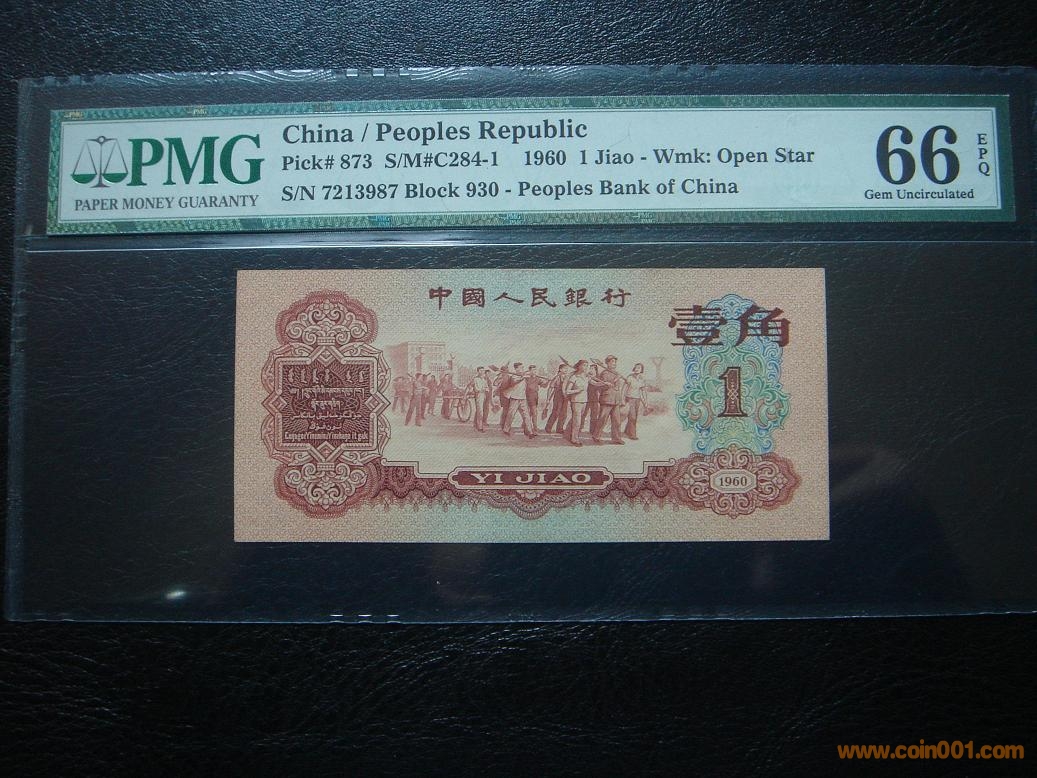 PMG
PAPER MONEY GUARANTY
China / Peoples Republic
Pick# 873 S/M#C284-1 1960 1 Jiao - Wmk: Open Star
S/N 7213987 Block 930 - Peoples Bank of China
66
EPQ
Gem Uncirculated
中國人民銀行
壹角
1
YI JIAO
1960
www.coin001.com